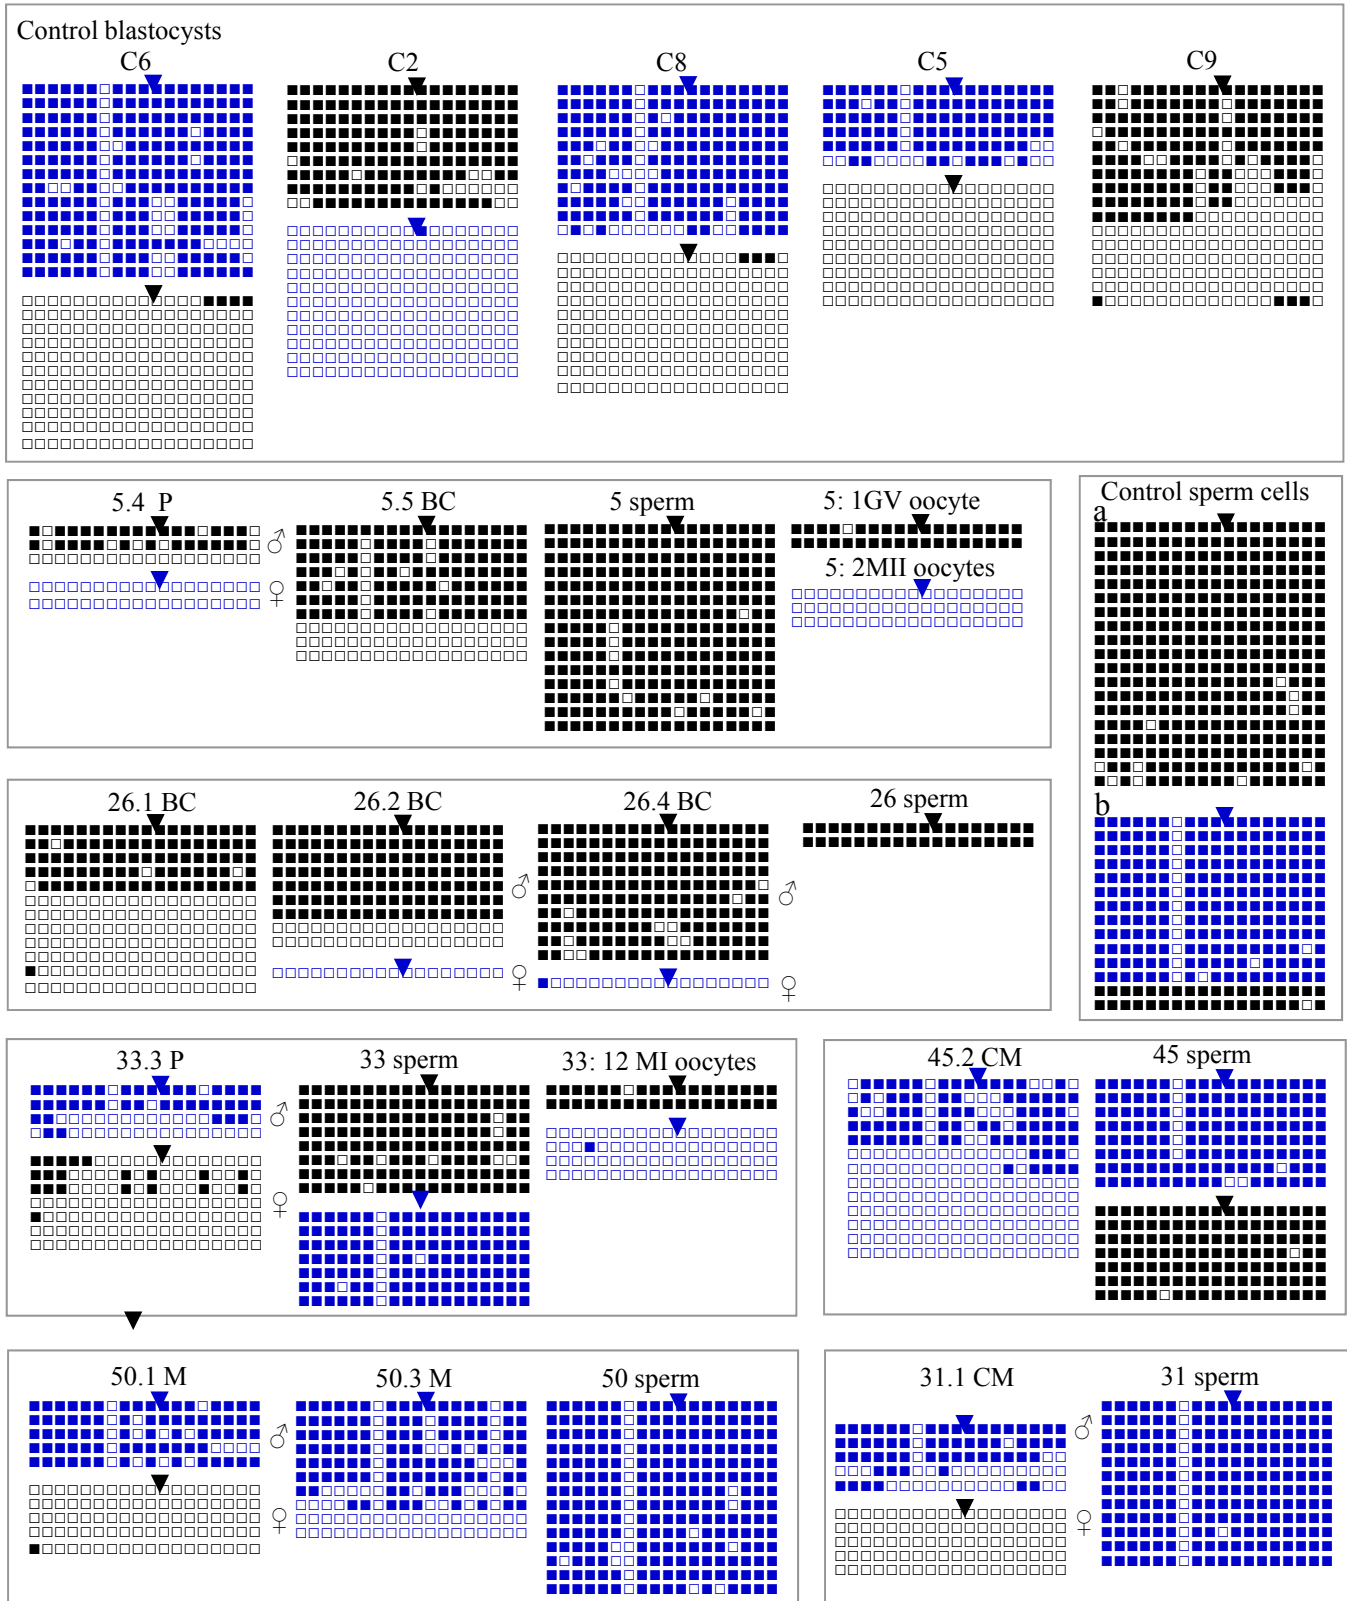 Control blastocysts
C6
C2
C8
C5
C9
5.4 P
♂
♀
5.5 BC
5 sperm
5: 1GV oocyte
5: 2MII oocytes
Control sperm cells
a
b
26.1 BC
26.2 BC
♂
♀
26.4 BC
♂
♀
26 sperm
33.3 P
♂
♀
33 sperm
33: 12 MI oocytes
45.2 CM
45 sperm
50.1 M
♂
♀
50.3 M
50 sperm
31.1 CM
♂
♀
31 sperm